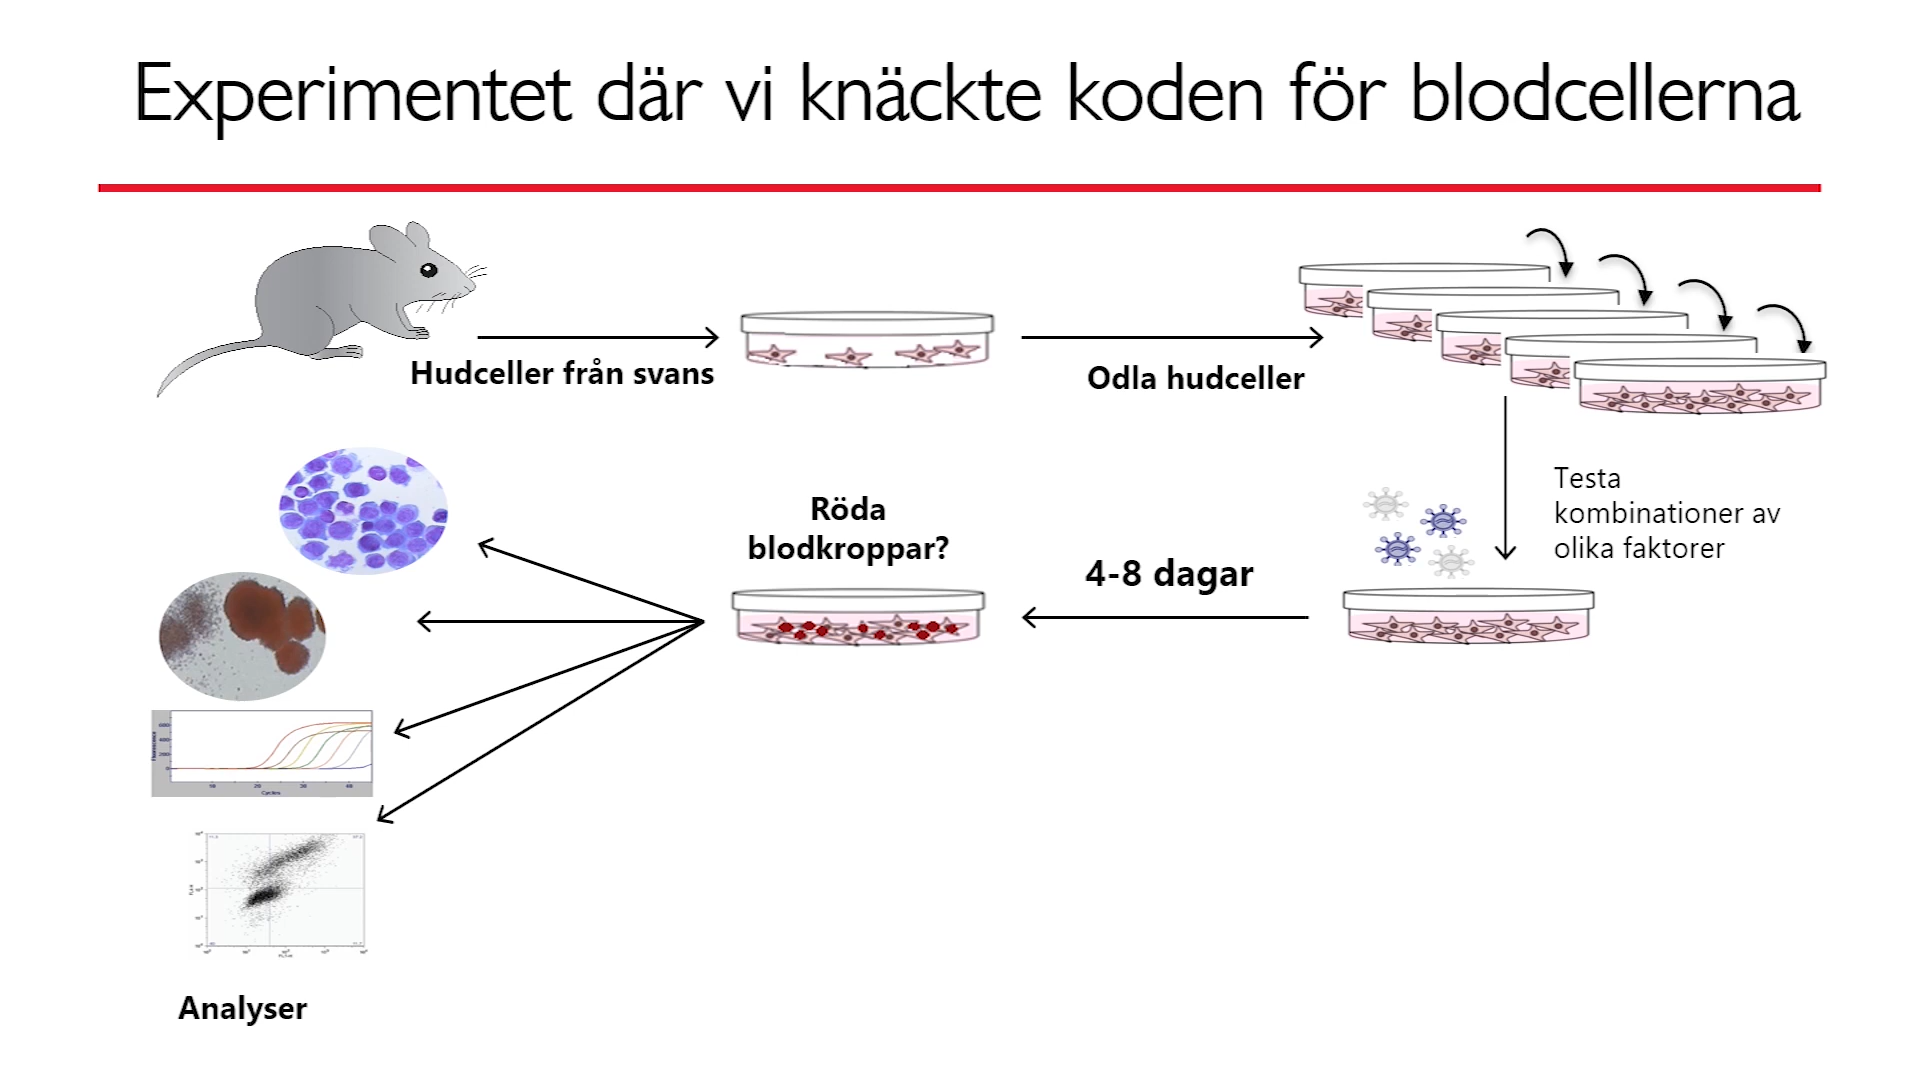 Experimentet där vi knäckte koden för blodcellerna
Hudceller från svans
Odla hudceller
Testa
kombinationer av
olika faktorer
4-8 dagar
Röda
blodkroppar?
Cycles
Analyser